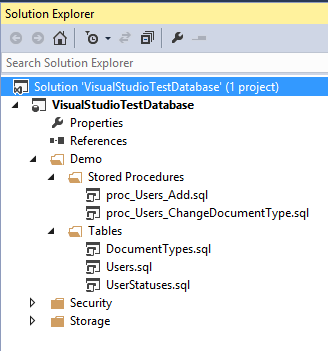 Solution Explorer
Search Solution Explorer
Solution 'VisualStudioTestDatabase' (1 project)
VisualStudioTestDatabase
Properties
References
Demo
Stored Procedures
proc_Users_Add.sql
proc_Users_ChangeDocumentType.sql
Tables
DocumentTypes.sql
Users.sql
UserStatuses.sql
Security
Storage